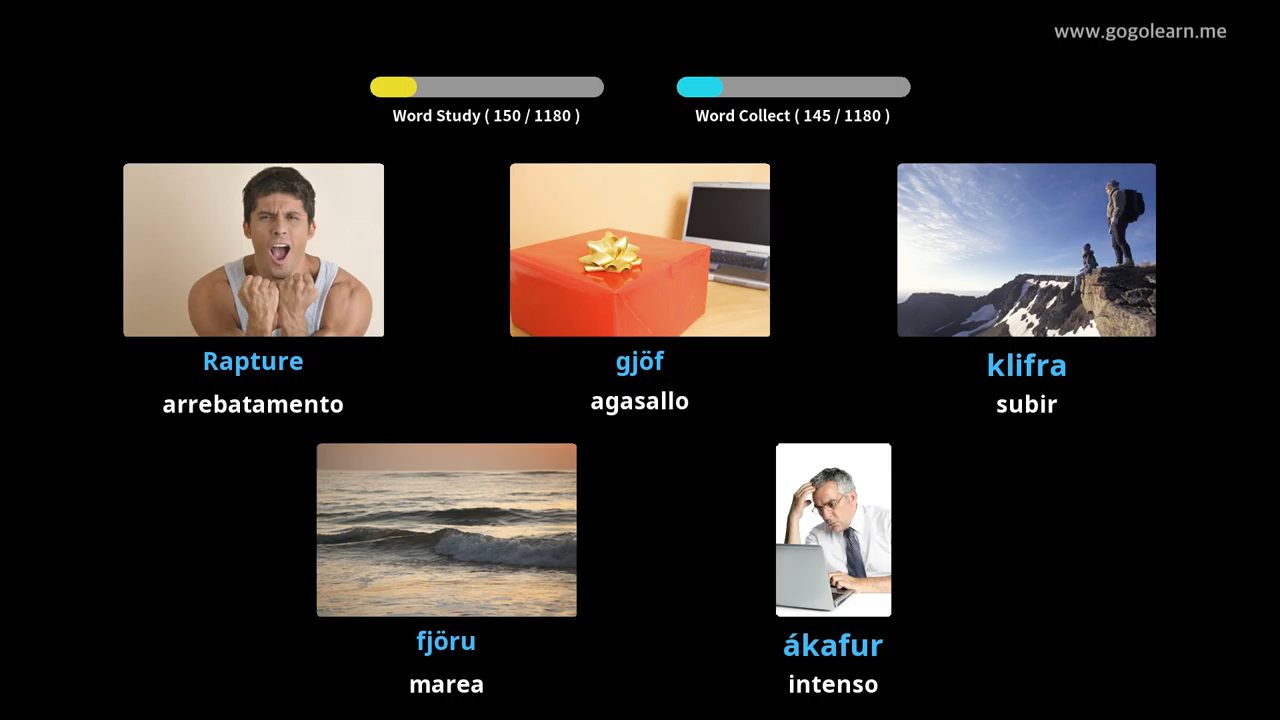 www.gogolearn.me
Word Study ( 150 / 1180 )
Word Collect ( 145 / 1180 )
Rapture
arrebatamento
gjöf
agasallo
klifra
subir
fjöru
marea
ákafur
intenso